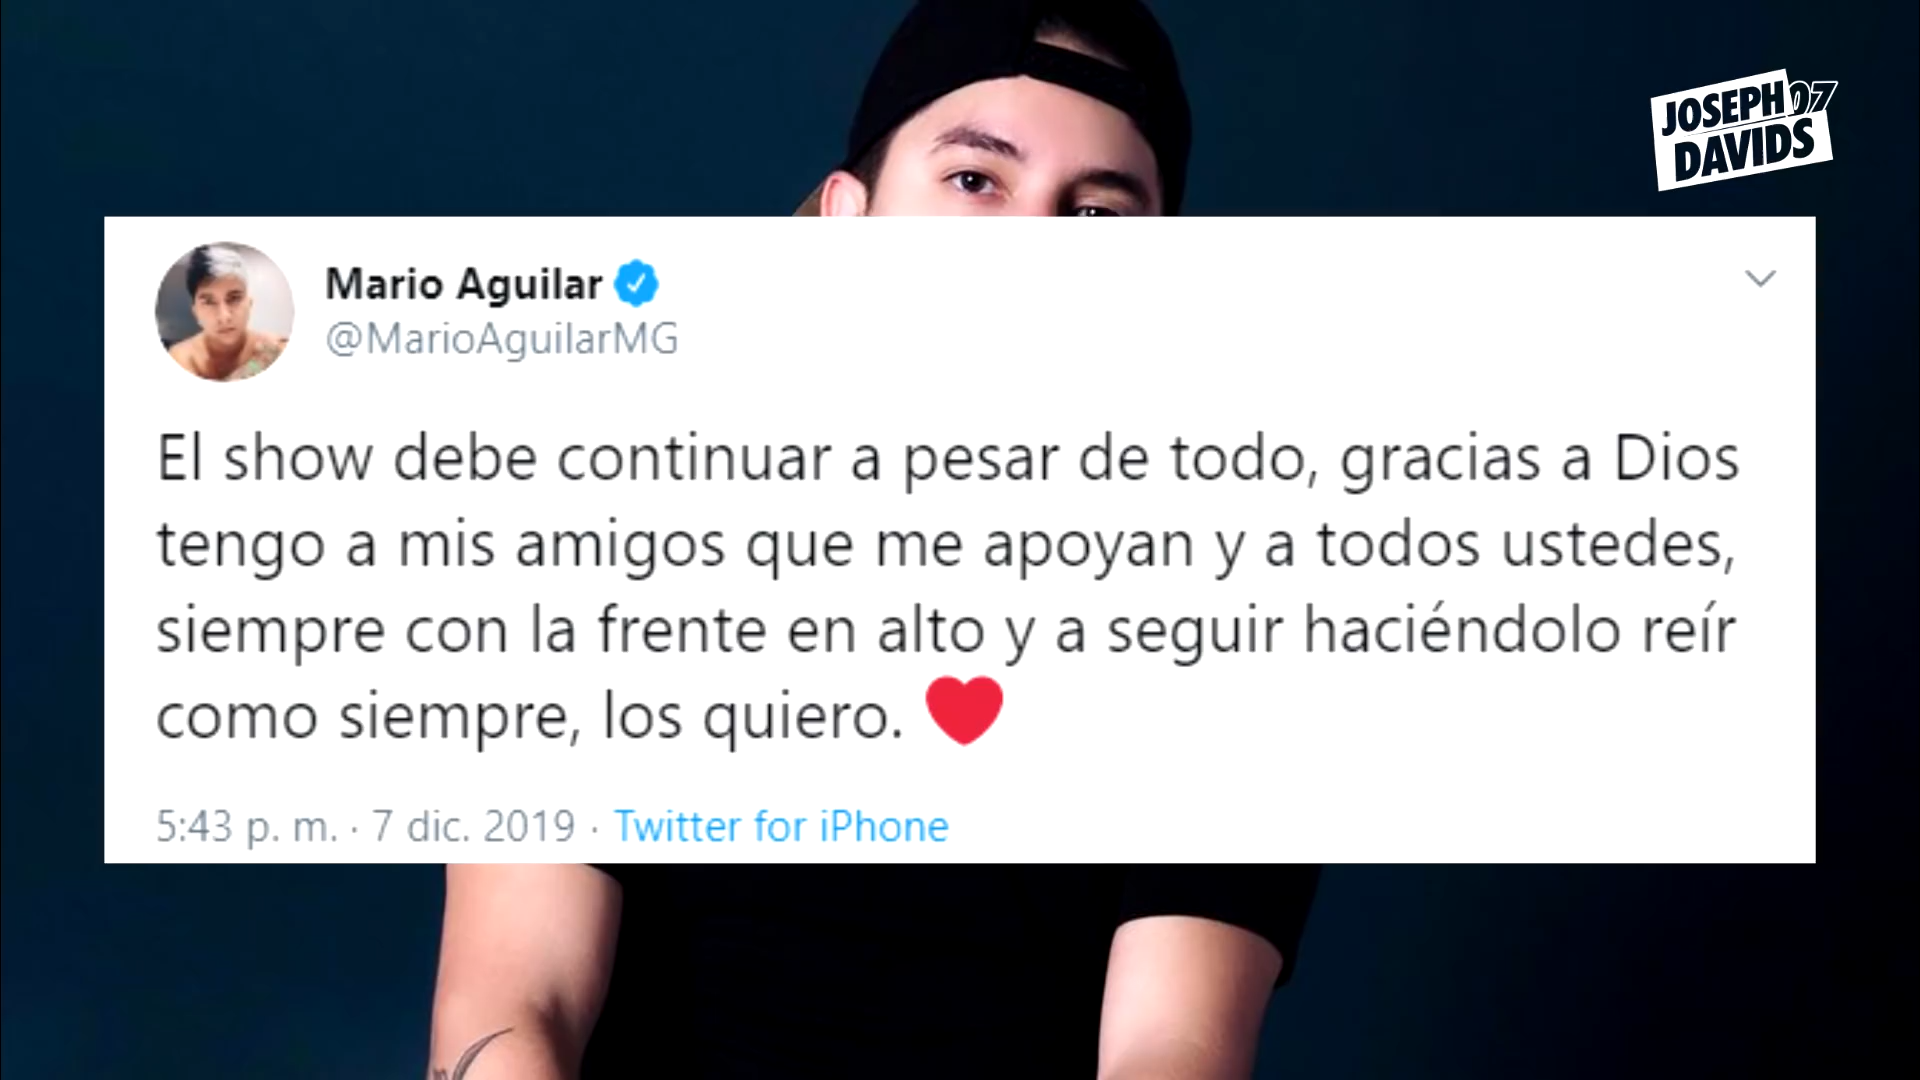 JOSEPH 07
DAVIDS
Mario Aguilar
@MarioAguilarMG
El show debe continuar a pesar de todo, gracias a Dios
tengo a mis amigos que me apoyan y a todos ustedes,
siempre con la frente en alto y a seguir haciéndolo reír
como siempre, los quiero. ❤
5:43 p. m. · 7 dic. 2019 · Twitter for iPhone